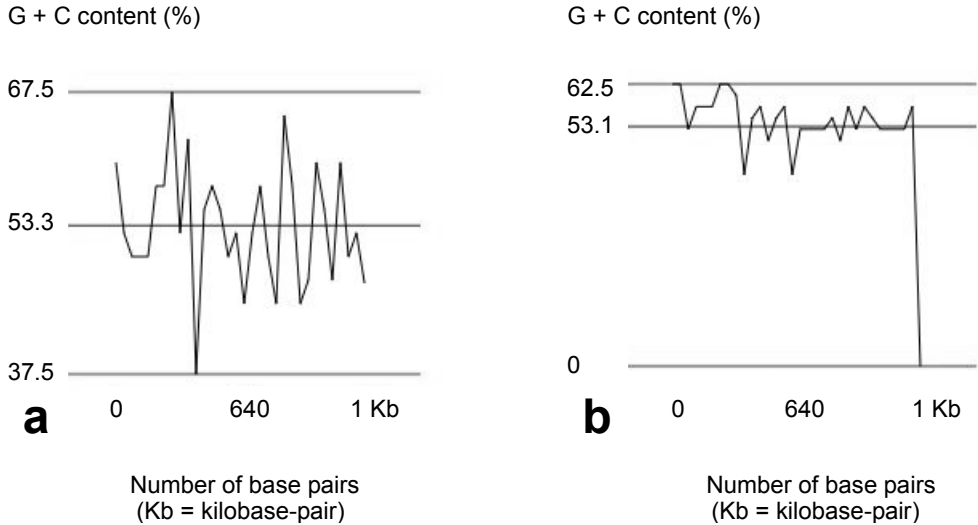 G + C content (%)
67.5
53.3
37.5
a
0 640 1 Kb
Number of base pairs
(Kb = kilobase-pair)
G + C content (%)
62.5
53.1
0
b
0 640 1 Kb
Number of base pairs
(Kb = kilobase-pair)